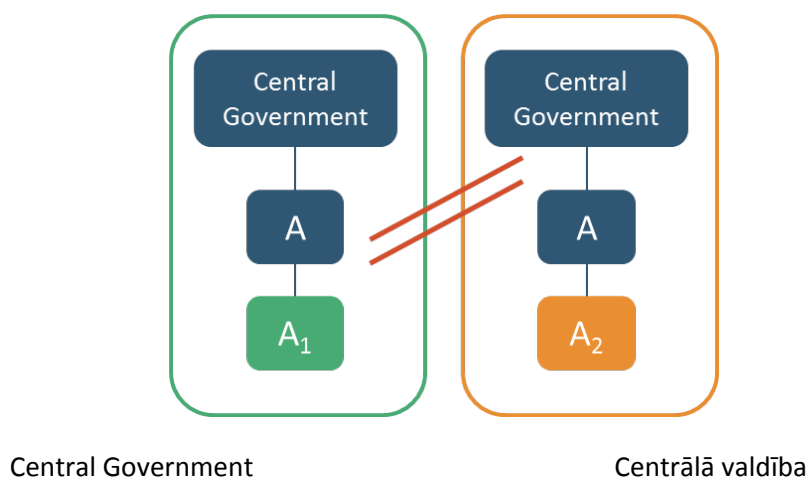 Central
Government
Central
Government
A
A
A₁
A₂
Central Government
Centrālā valdība